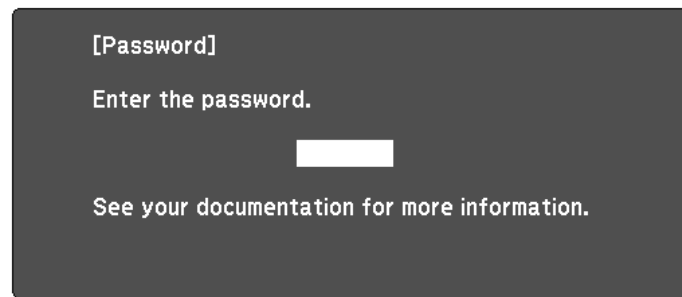 [Password]
Enter the password.
See your documentation for more information.